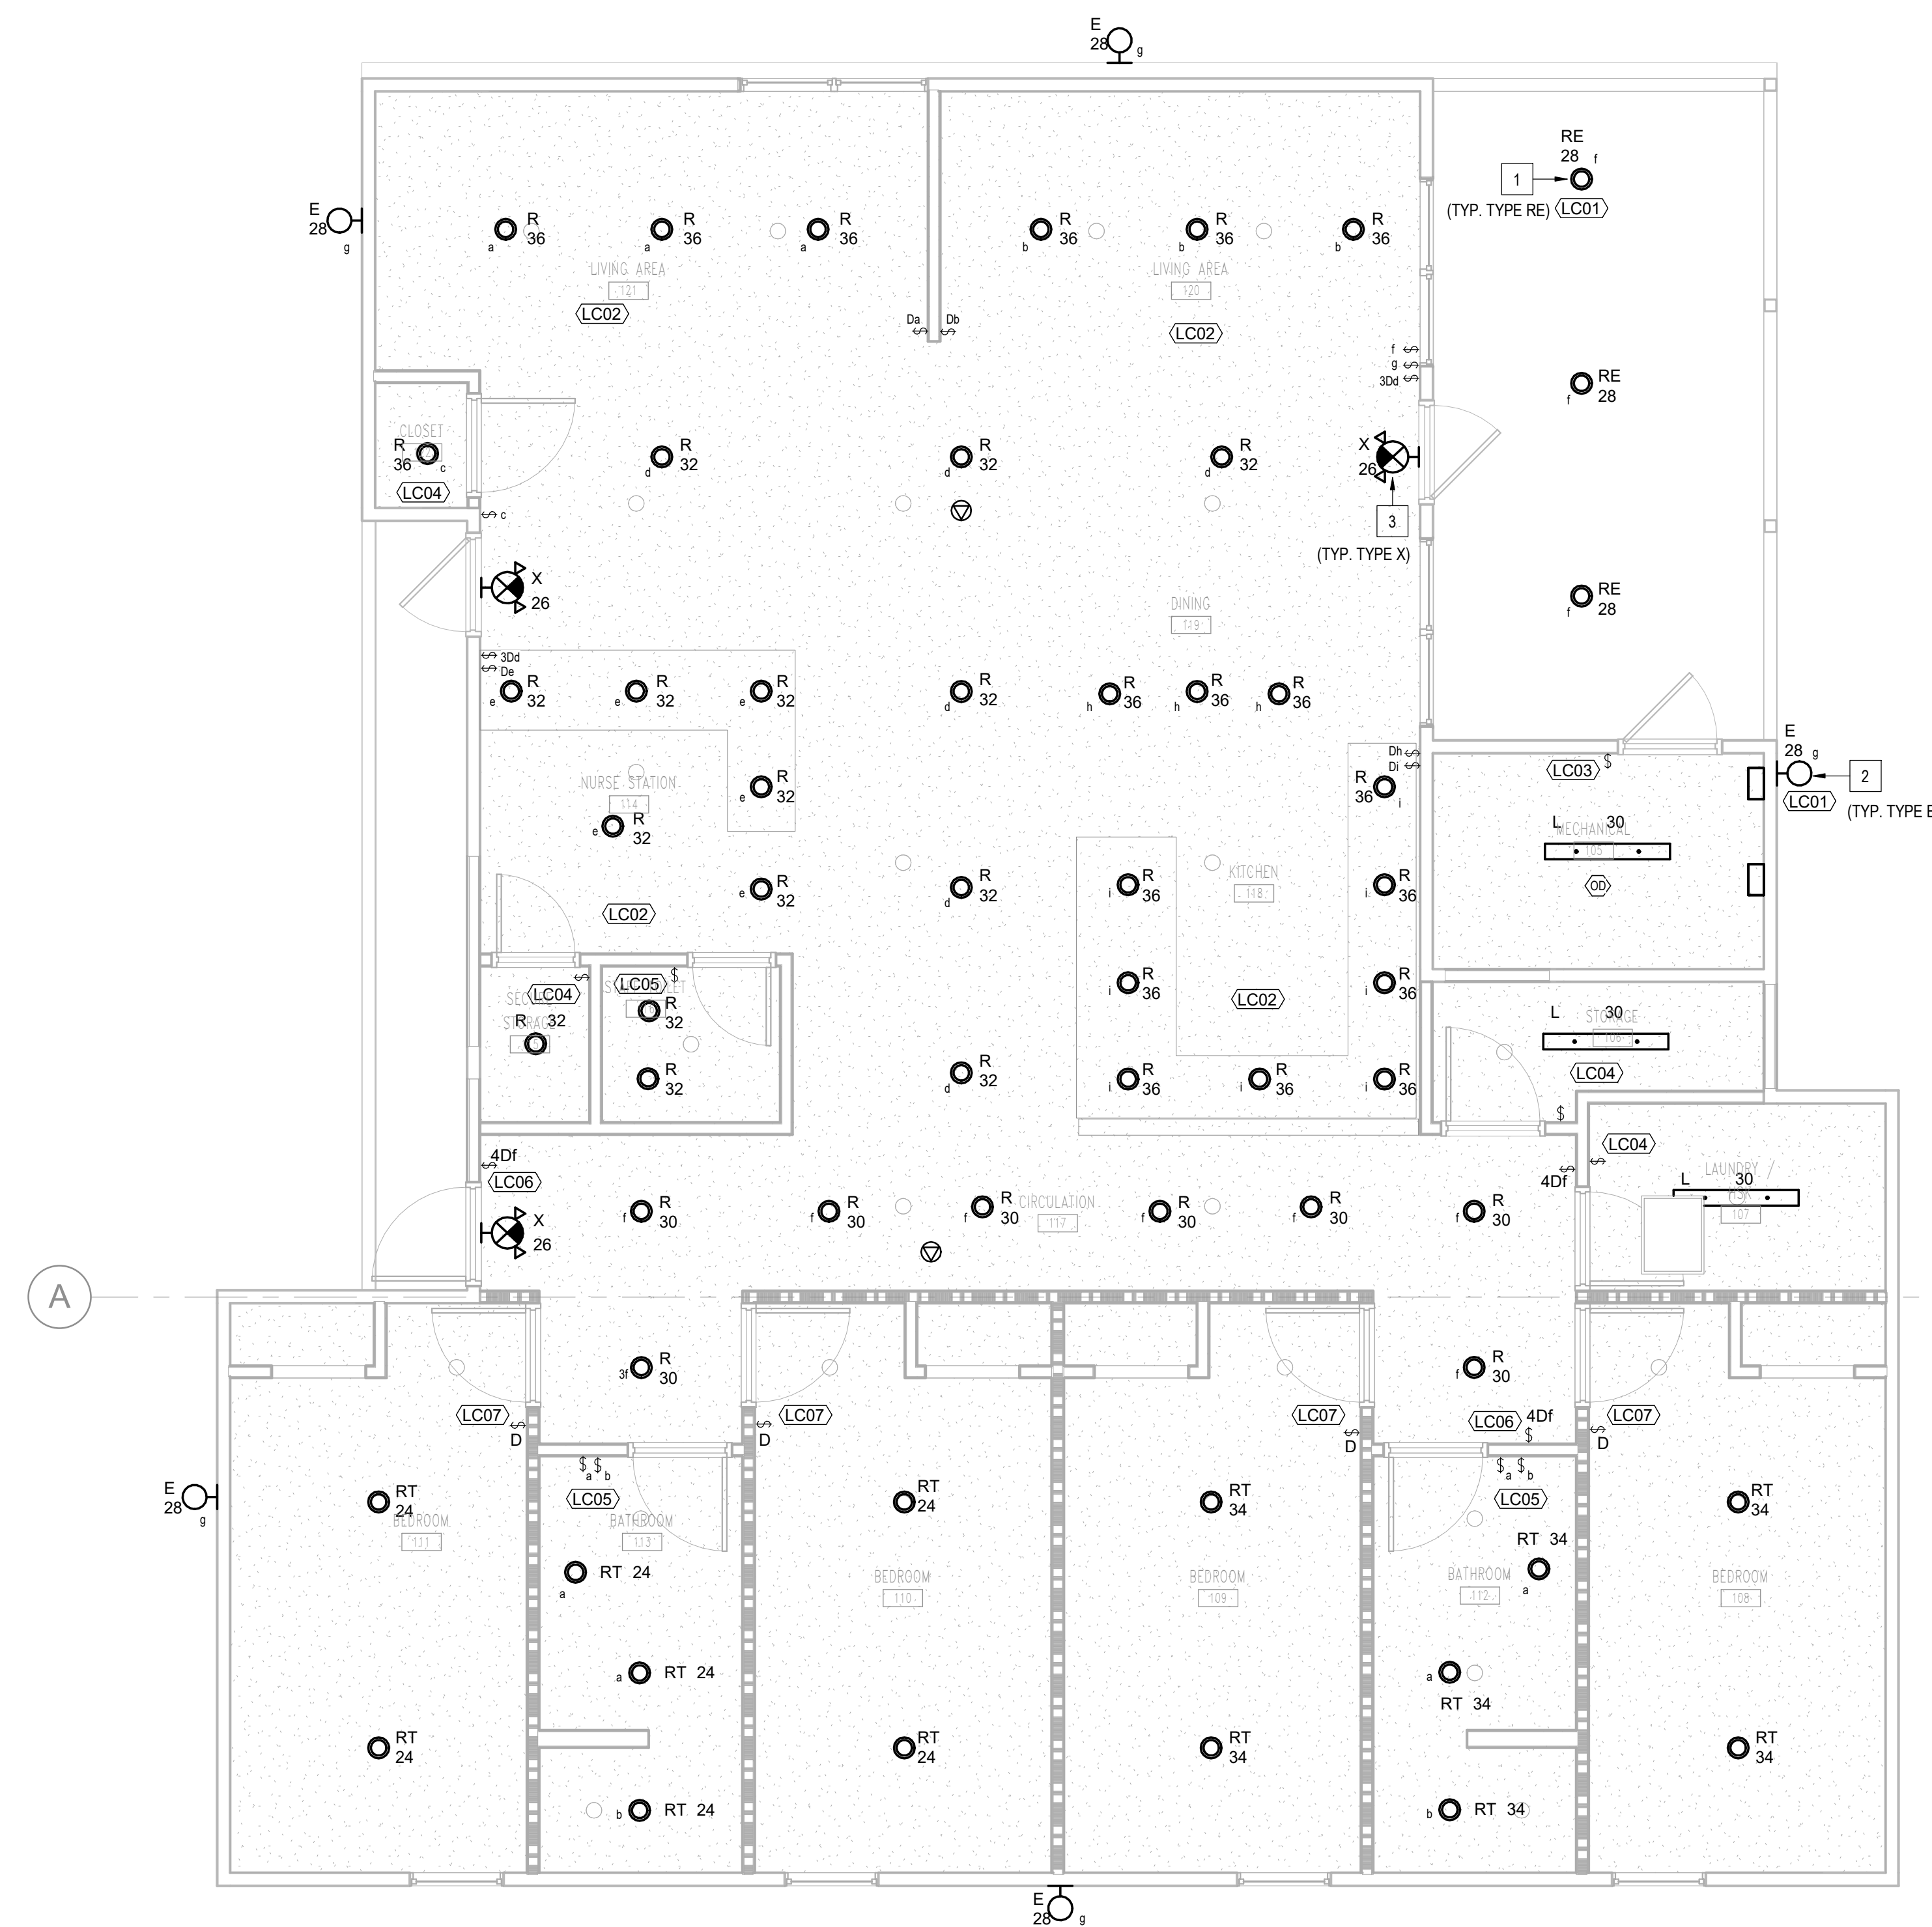 E
28 g
RE
28 f
1
(TYP. TYPE RE) LC01
E
28
g
R
36
a
R
36
a
R
36
a
R
36
b
R
36
b
R
36
b
LIVING AREA
121
LC02
LIVING AREA
120
LC02
Da Db
f
g
3Dd
RE
28
f
CLOSET
R
36
c
LC04
R
32
d
R
32
d
R
32
d
X
26
3
(TYP. TYPE X)
c
X
26
RE
28
f
DINING
119
3Dd
De
R
32
e
R
32
e
R
32
e
R
32
d
R
36
h
R
36
h
R
36
h
Dh
Di
E
28 g
2
LC01
(TYP. TYPE E
LC03 $
NURSE STATION
114
R
32
e
R
32
e
R
36
i
L 30
MECHANICAL
105
OD
R
32
e
LC02
R
32
d
R
36
i
KITCHEN
118
R
36
i
LC04
LC05 $
R 32
STORAGE
R
32
R
32
R
36
i
LC02
R
36
i
L 30
STORAGE
106
LC04
R
32
d
R
36
i
R
36
i
R
36
i
$
4Df
LC06
4Df
LC04
LAUNDRY /
L 30
107
R
30
f
R
30
f
R
30
f
CIRCULATION
117
R
30
f
R
30
f
R
30
f
X
26
A
R
30
3f
R
30
f
LC07
D
LC07
D
LC07
D
LC06 4Df
$
LC07
D
$ a $ b
LC05
$ a $ b
LC05
E
28
g
RT
24
BEDROOM
111
BATHROOM
113
RT
24
RT
34
RT
34
RT 34
a
RT 24
a
BEDROOM
110
BEDROOM
109
BATHROOM
112
BEDROOM
108
a RT 24
a
RT 34
RT
24
RT
24
RT
34
RT
34
b RT 24
b RT 34
E
28 g